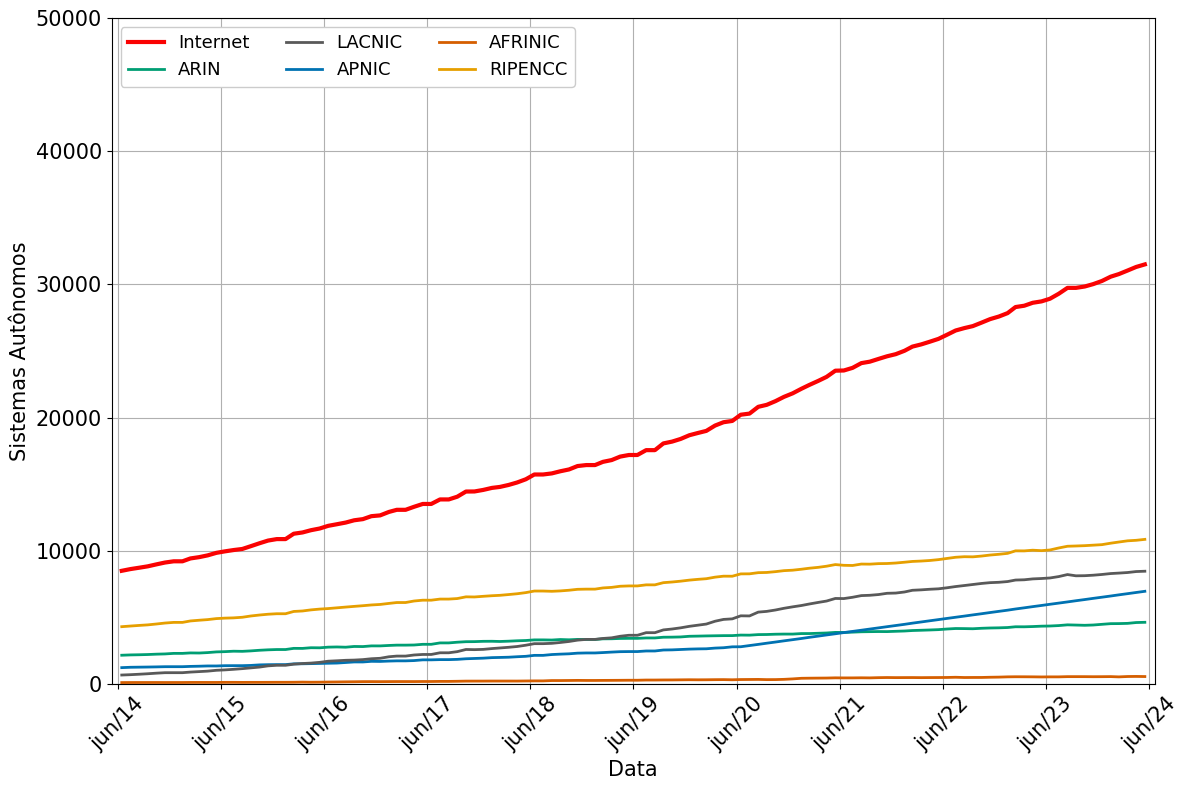 50000
40000
30000
20000
10000
0
Sistemas Autônomos
Internet LACNIC AFRINIC
ARIN APNIC RIPENCC
jun/14 jun/15 jun/16 jun/17 jun/18 jun/19 jun/20 jun/21 jun/22 jun/23 jun/24
Data